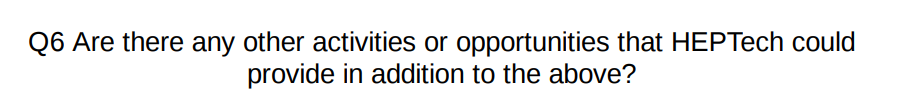 Q6 Are there any other activities or opportunities that HEPTech could
provide in addition to the above?